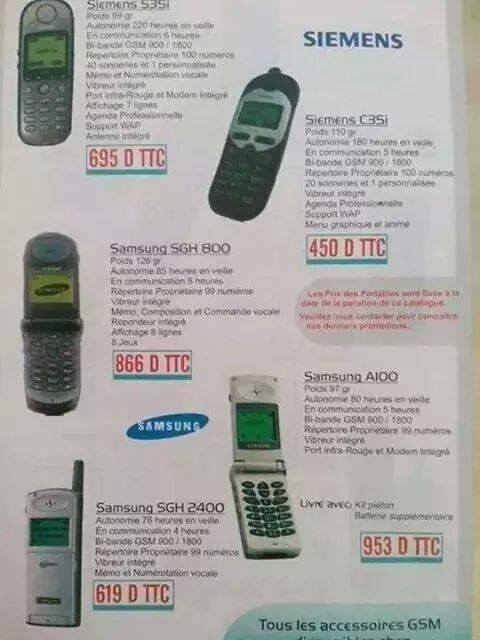 Siemens S35i
Poids 99 gr
Autonomie 220 heures en veille
En communication 6 heures
Bi-bande GSM 900 / 1800
Répertoire Propriétaire 100 numéros
40 sonneries et 1 personnalisée
Mémo et Numérotation vocale
Vibreur intégré
Port Infra-Rouge et Modem Intégré
Affichage 7 lignes
Agenda Professionnelle
Support WAP
Antenne intégré
695 D TTC
SIEMENS
Siemens C35i
Poids 110 gr
Autonomie 180 heures en veille
En communication 5 heures
Bi-bande GSM 900 / 1800
Répertoire Propriétaire 100 numéros
20 sonneries et 1 personnalisée
Vibreur intégré
Agenda Professionnelle
Support WAP
Menu graphique et animé
450 D TTC
Samsung SGH 800
Poids 126 gr
Autonomie 85 heures en veille
En communication 5 heures
Répertoire Propriétaire 99 numéros
Vibreur intégré
Mémo, Composition et Commande vocale
Repondeur intégré
Affichage 8 lignes
8 Jeux
866 D TTC
Les Prix des Portables sont fixés à la
date de la parution de ce catalogue.
Veuillez nous contacter pour connaitre
nos derniers promotions.
SAMSUNG
SAMSUNG
Samsung A100
Poids 97 gr
Autonomie 80 heures en veille
En communication 5 heures
Bi-bande GSM 900 / 1800
Répertoire Propriétaire 99 numéros
Vibreur intégré
Port Infra-Rouge et Modem Intégré
Livré avec: Kit piéton
Batterie supplémentaire
953 D TTC
Samsung SGH 2400
Autonomie 76 heures en veille
En communication 4 heures
Bi-bande GSM 900 / 1800
Répertoire Propriétaire 99 numéros
Vibreur intégré
Mémo et Numérotation vocale
619 D TTC
Tous les accessoires GSM